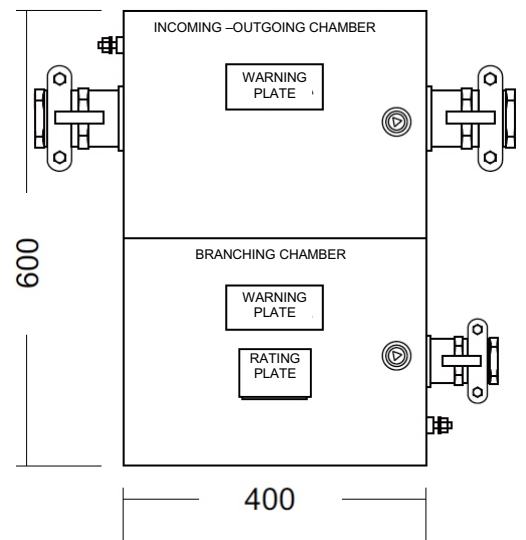 INCOMING –OUTGOING CHAMBER
WARNING
PLATE
600
BRANCHING CHAMBER
WARNING
PLATE
RATING
PLATE
400